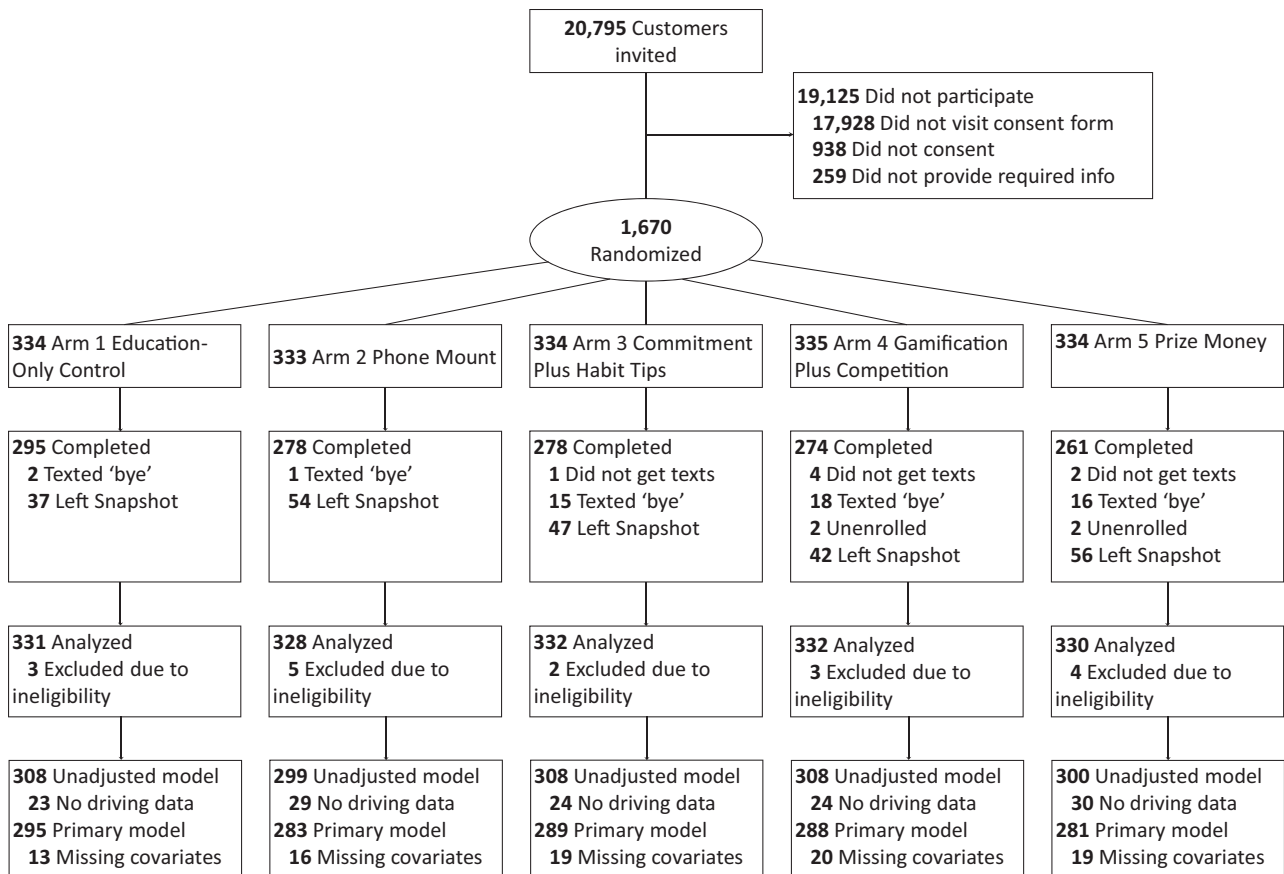 20,795 Customers
invited
19,125 Did not participate
17,928 Did not visit consent form
938 Did not consent
259 Did not provide required info
1,670
Randomized
334 Arm 1 Education-
Only Control
333 Arm 2 Phone Mount
334 Arm 3 Commitment
Plus Habit Tips
335 Arm 4 Gamification
Plus Competition
334 Arm 5 Prize Money
295 Completed
2 Texted ‘bye’
37 Left Snapshot
278 Completed
1 Texted ‘bye’
54 Left Snapshot
278 Completed
1 Did not get texts
15 Texted ‘bye’
47 Left Snapshot
274 Completed
4 Did not get texts
18 Texted ‘bye’
2 Unenrolled
42 Left Snapshot
261 Completed
2 Did not get texts
16 Texted ‘bye’
2 Unenrolled
56 Left Snapshot
331 Analyzed
3 Excluded due to
ineligibility
328 Analyzed
5 Excluded due to
ineligibility
332 Analyzed
2 Excluded due to
ineligibility
332 Analyzed
3 Excluded due to
ineligibility
330 Analyzed
4 Excluded due to
ineligibility
308 Unadjusted model
23 No driving data
295 Primary model
13 Missing covariates
299 Unadjusted model
29 No driving data
283 Primary model
16 Missing covariates
308 Unadjusted model
24 No driving data
289 Primary model
19 Missing covariates
308 Unadjusted model
24 No driving data
288 Primary model
20 Missing covariates
300 Unadjusted model
30 No driving data
281 Primary model
19 Missing covariates